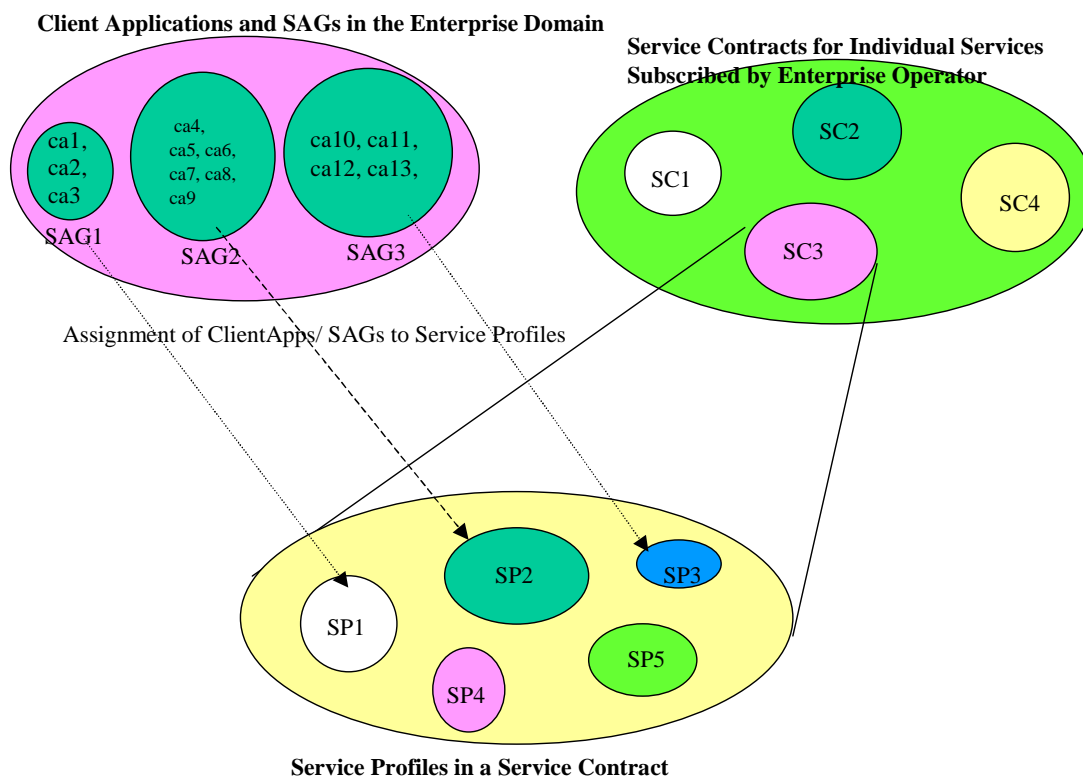 Client Applications and SAGs in the Enterprise Domain
Service Contracts for Individual Services
Subscribed by Enterprise Operator
ca1,
ca2,
ca3
SAG1
ca4,
ca5, ca6,
ca7, ca8,
ca9
SAG2
ca10, ca11,
ca12, ca13,
SAG3
SC1
SC2
SC3
SC4
Assignment of ClientApps/ SAGs to Service Profiles
SP1
SP2
SP3
SP4
SP5
Service Profiles in a Service Contract